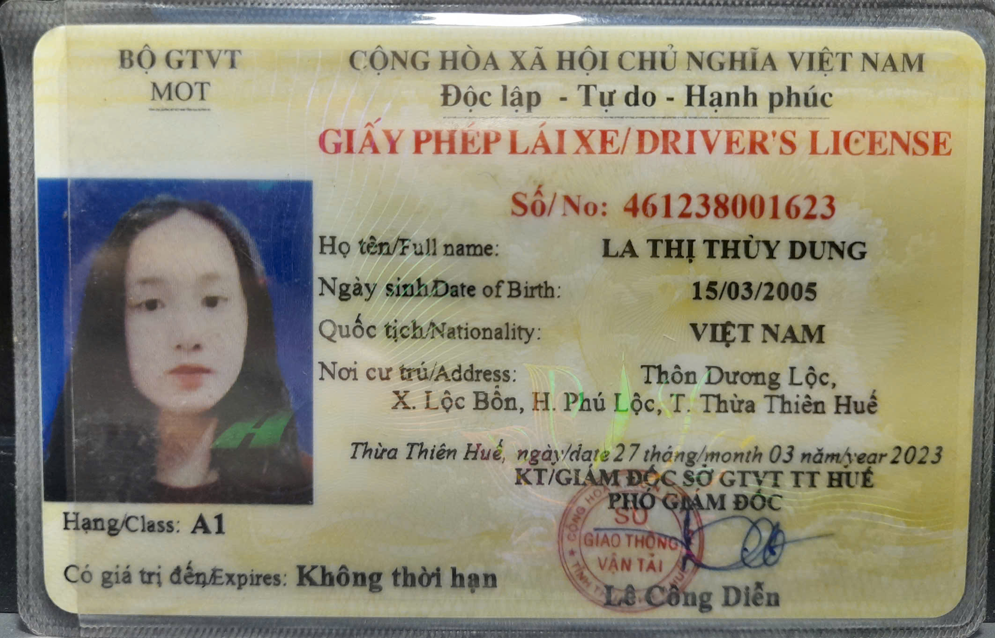 BỘ GTVT
MOT
CỘNG HÒA XÃ HỘI CHỦ NGHĨA VIỆT NAM
Độc lập - Tự do - Hạnh phúc
GIẤY PHÉP LÁI XE/DRIVER'S LICENSE
Số/No: 461238001623
Họ tên/Full name: LA THỊ THÙY DUNG
Ngày sinh/Date of Birth: 15/03/2005
Quốc tịch/Nationality: VIỆT NAM
Nơi cư trú/Address: Thôn Dương Lộc,
X. Lộc Bổn, H. Phú Lộc, T. Thừa Thiên Huế
Thừa Thiên Huế, ngày/date 27 tháng/month 03 năm/year 2023
KT/GIÁM ĐỐC SỞ GTVT TT HUẾ
PHÓ GIÁM ĐỐC
SỞ
GIAO THÔNG
VẬN TẢI
Lê Công Diễn
Hạng/Class: A1
Có giá trị đến/Expires: Không thời hạn